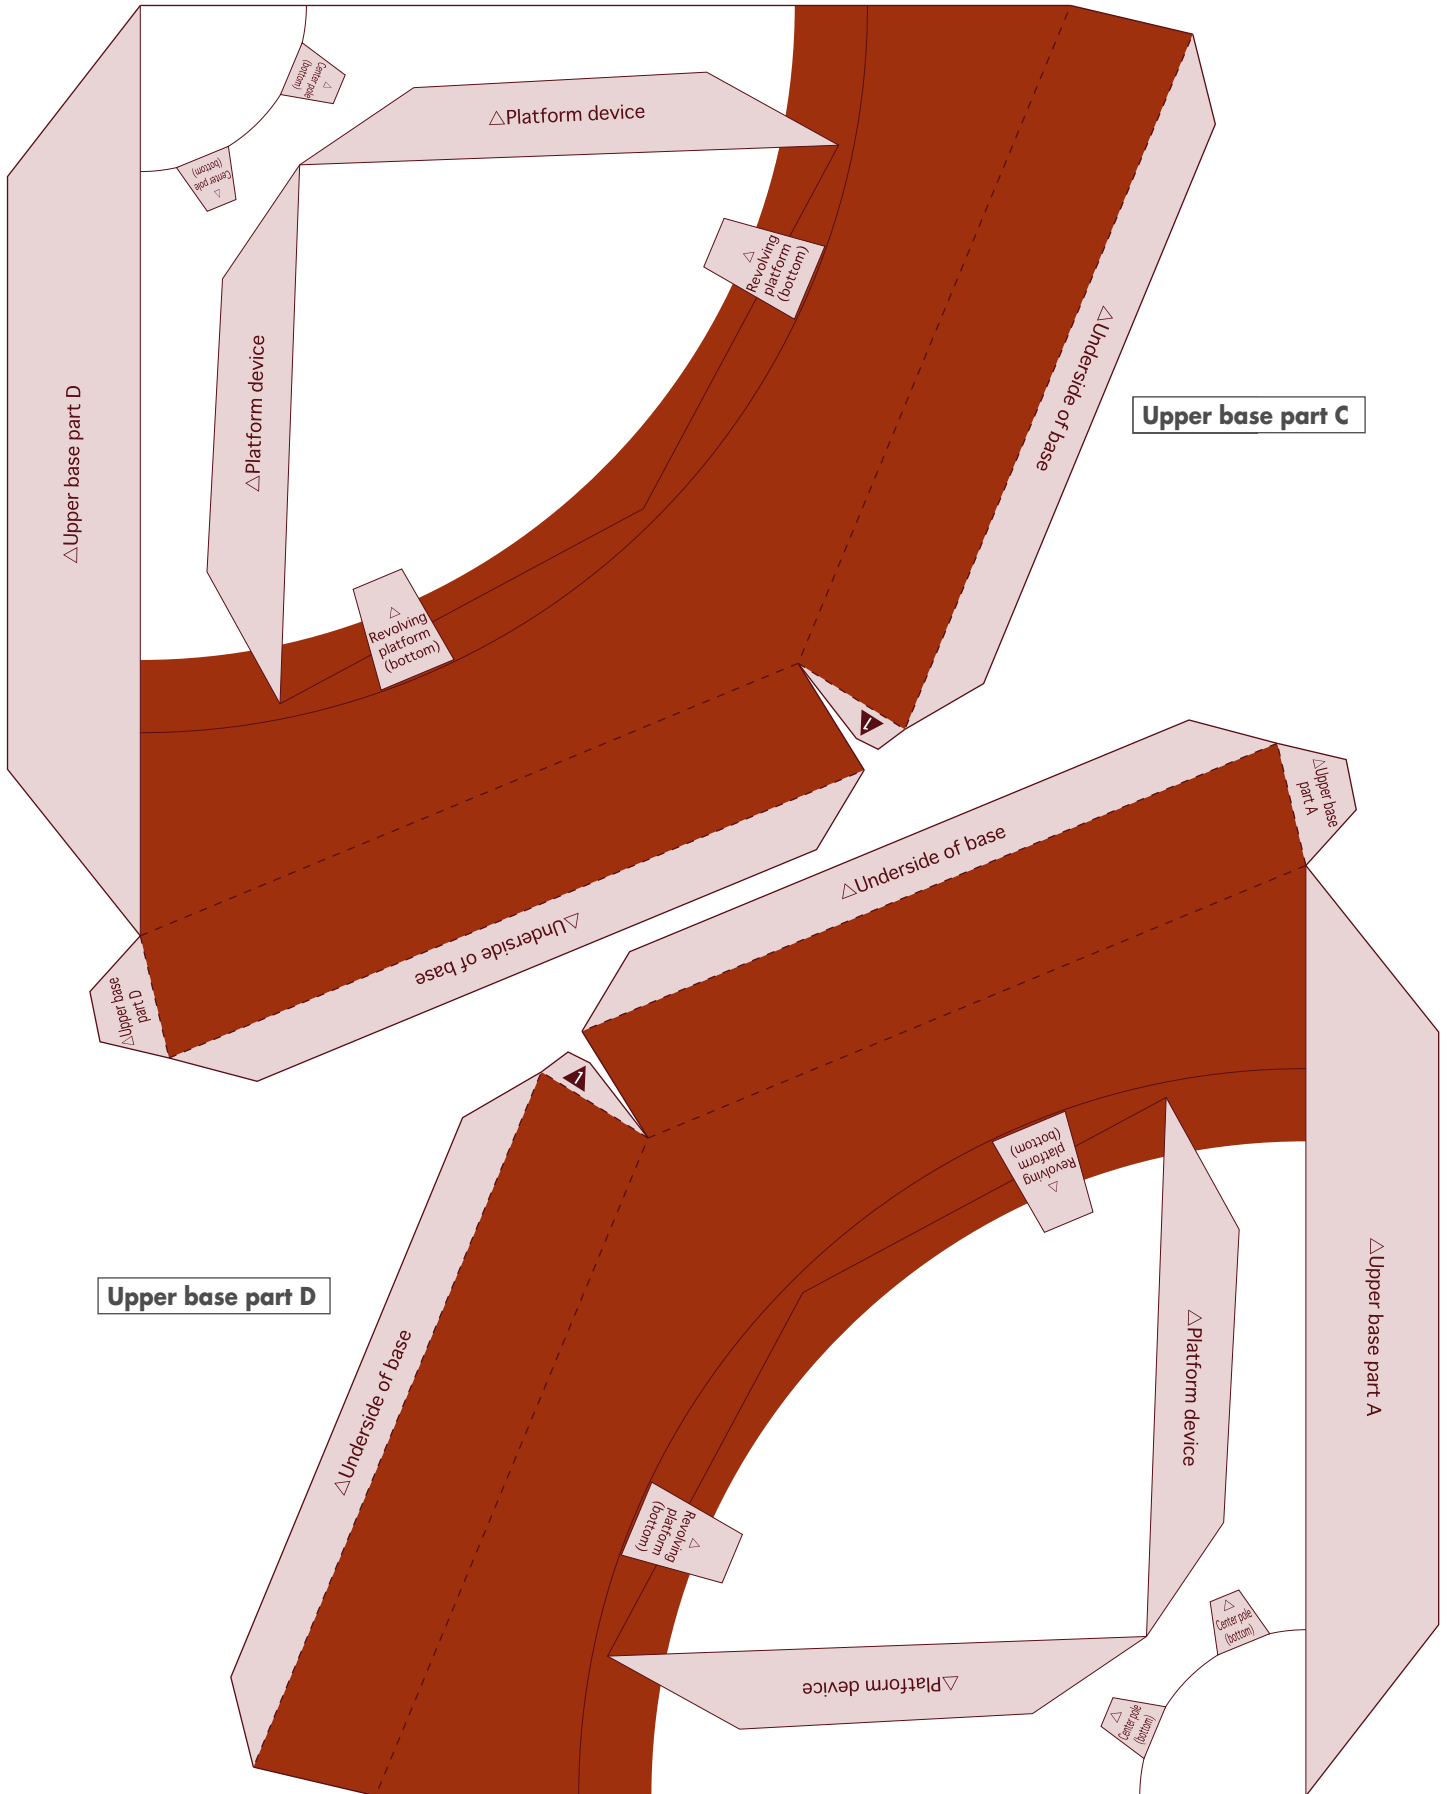 △
Center pole
(bottom)
△Platform device
△
Center pole
(bottom)
△
Revolving
platform
(bottom)
△Underside of base
△Platform device
△Upper base part D
Upper base part C
△
Revolving
platform
(bottom)
1
△Upper base
part A
△Underside of base
△Underside of base
△Upper base
part D
1
△
Revolving
platform
(bottom)
△Upper base part A
Upper base part D
△Platform device
△Underside of base
△
Revolving
platform
(bottom)
△
Center pole
(bottom)
△Platform device
△
Center pole
(bottom)